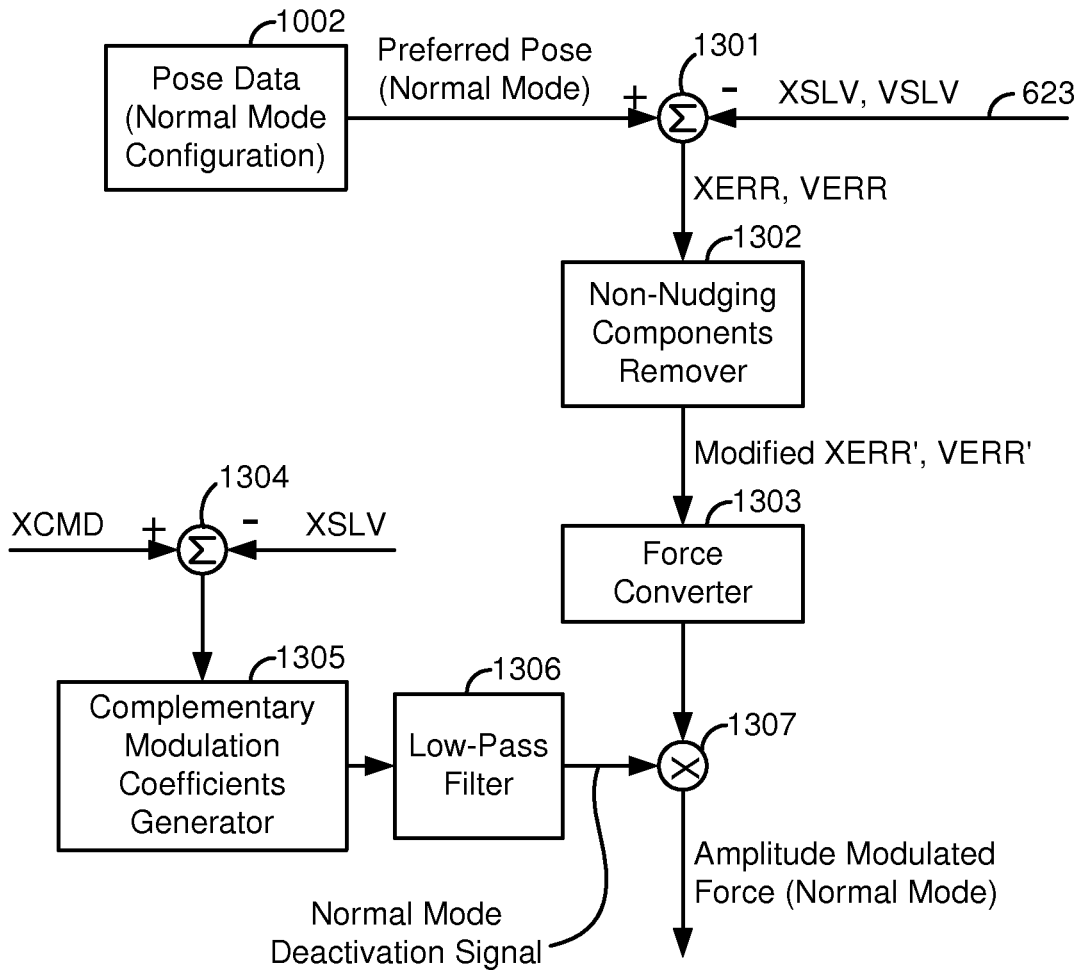 1002
Pose Data
(Normal Mode
Configuration)
Preferred Pose
(Normal Mode)
+
Σ
-
1301
XSLV, VSLV
623
XERR, VERR
1302
Non-Nudging
Components
Remover
Modified XERR', VERR'
1303
Force
Converter
1304
XCMD
+
Σ
-
XSLV
1305
Complementary
Modulation
Coefficients
Generator
1306
Low-Pass
Filter
1307
X
Normal Mode
Deactivation Signal
Amplitude Modulated
Force (Normal Mode)